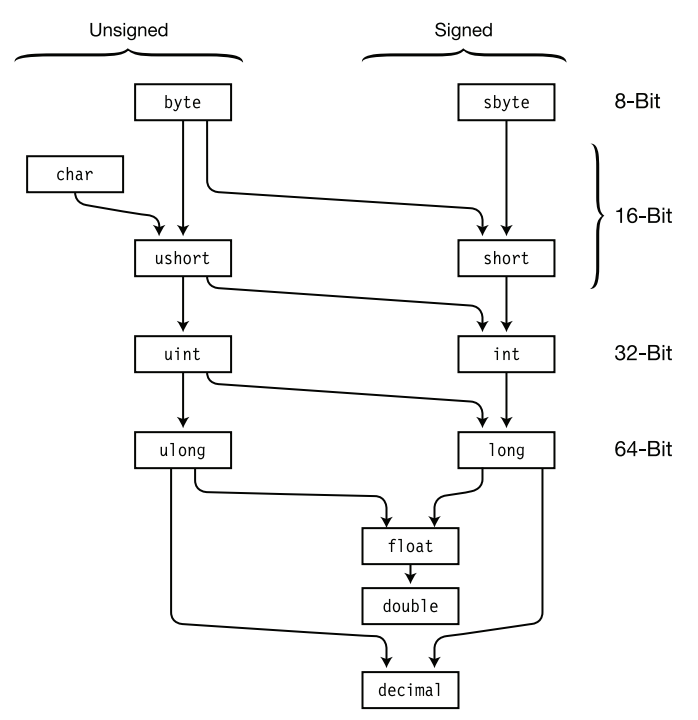 Unsigned Signed
byte sbyte 8-Bit
char
16-Bit
ushort short
uint int 32-Bit
ulong long 64-Bit
float
double
decimal